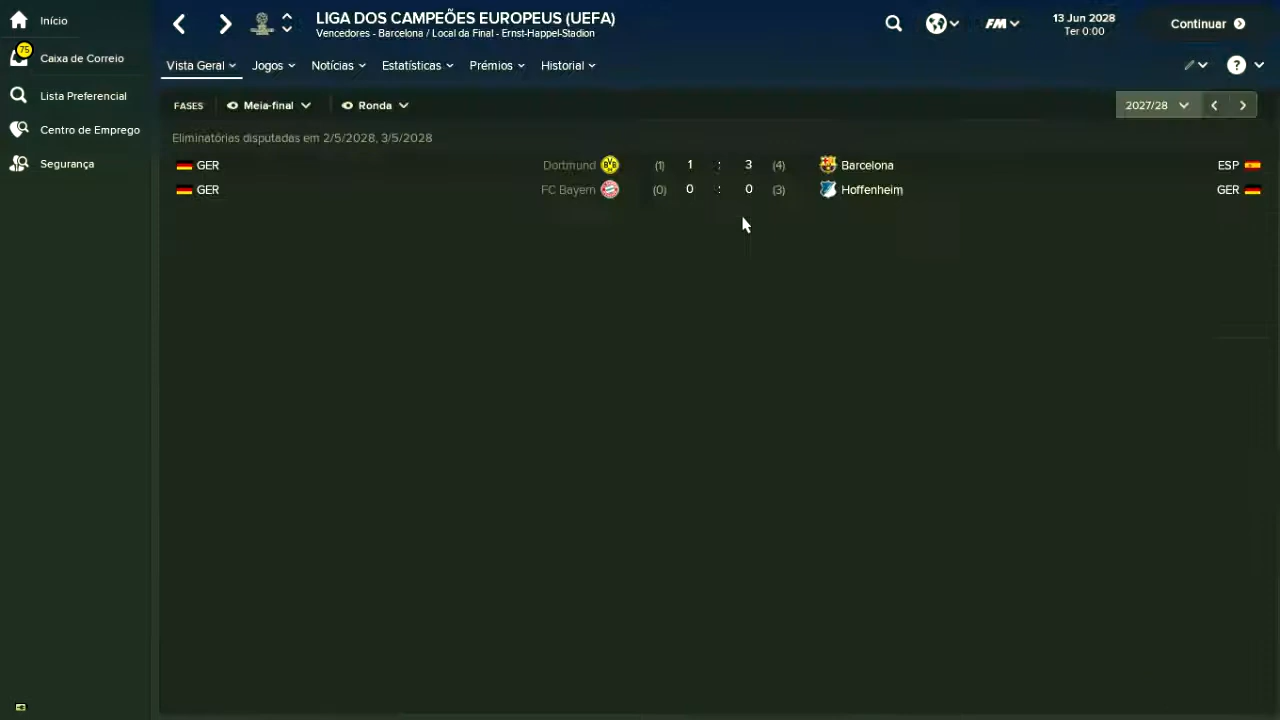 Início
75
Caixa de Correio
Lista Preferencial
Centro de Emprego
Segurança
LIGA DOS CAMPEÕES EUROPEUS (UEFA)
Vencedores - Barcelona / Local da Final - Ernst-Happel-Stadion
FM
13 Jun 2028
Ter 0:00
Continuar
Vista Geral
Jogos
Notícias
Estatísticas
Prémios
Historial
?
FASES
Meia-final
Ronda
2027/28
Eliminatórias disputadas em 2/5/2028, 3/5/2028
GER Dortmund BVB (1) 1 : 3 (4) Barcelona ESP
GER FC Bayern (0) 0 : 0 (3) Hoffenheim GER